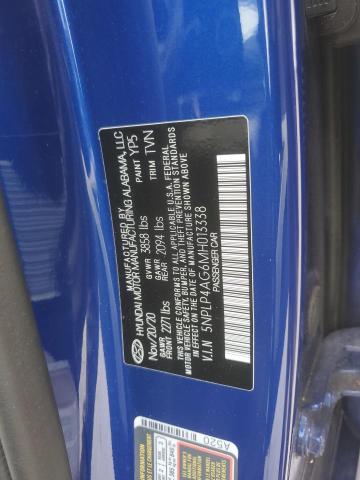 MANUFACTURED BY
HYUNDAI MOTOR MANUFACTURING ALABAMA, LLC
Nov/20/20 GVWR 3858 lbs PAINT YP5
GAWR FRONT 2271 lbs GAWR REAR 2094 lbs TRIM TVN
THIS VEHICLE CONFORMS TO ALL APPLICABLE U.S.A. FEDERAL
MOTOR VEHICLE SAFETY, BUMPER, AND THEFT PREVENTION STANDARDS
IN EFFECT ON THE DATE OF MANUFACTURE SHOWN ABOVE.
V.I.N 5NPLP4AG6MH013338
PASSENGER CAR
A520